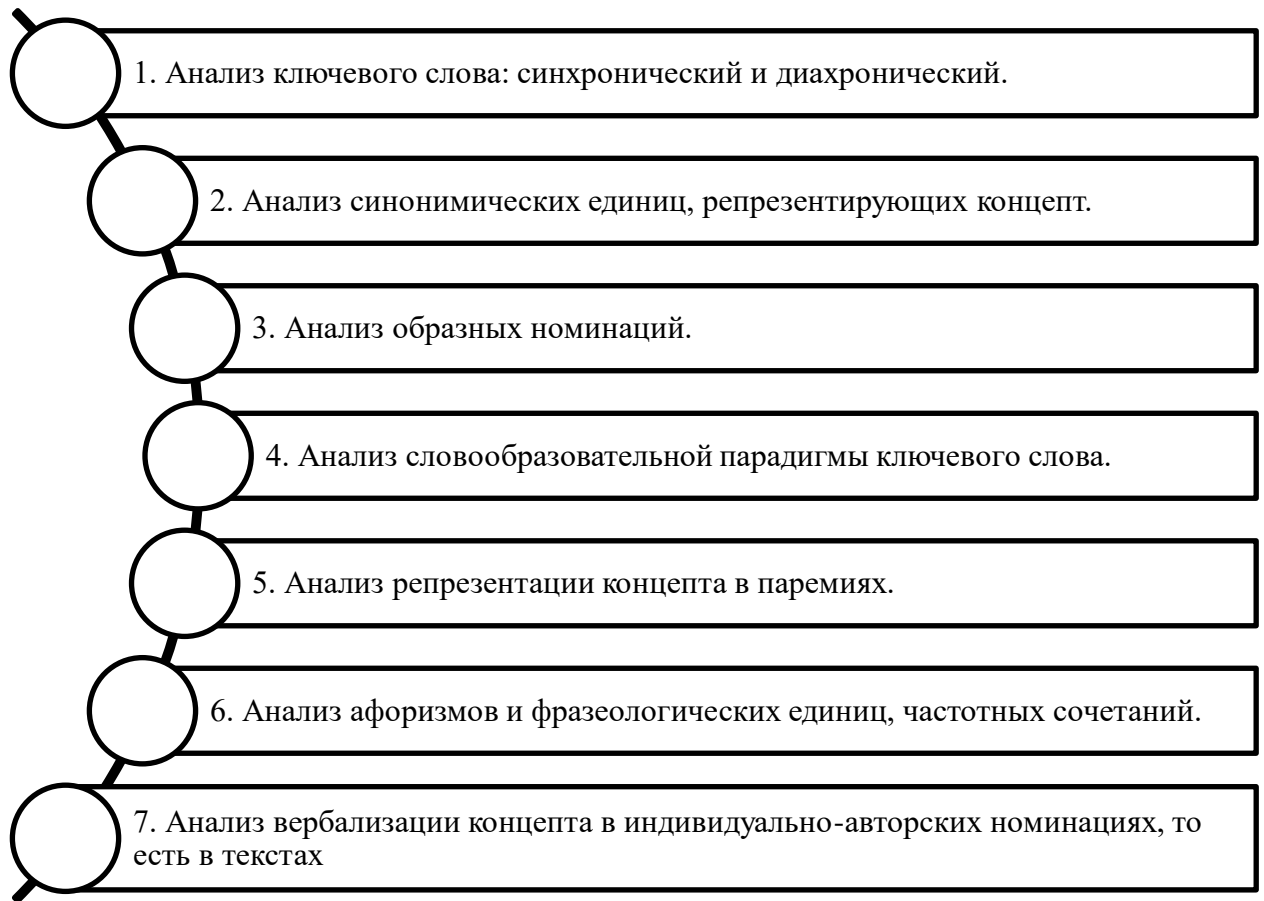 1. Анализ ключевого слова: синхронический и диахронический.
2. Анализ синонимических единиц, репрезентирующих концепт.
3. Анализ образных номинаций.
4. Анализ словообразовательной парадигмы ключевого слова.
5. Анализ репрезентации концепта в паремиях.
6. Анализ афоризмов и фразеологических единиц, частотных сочетаний.
7. Анализ вербализации концепта в индивидуально-авторских номинациях, то
есть в текстах